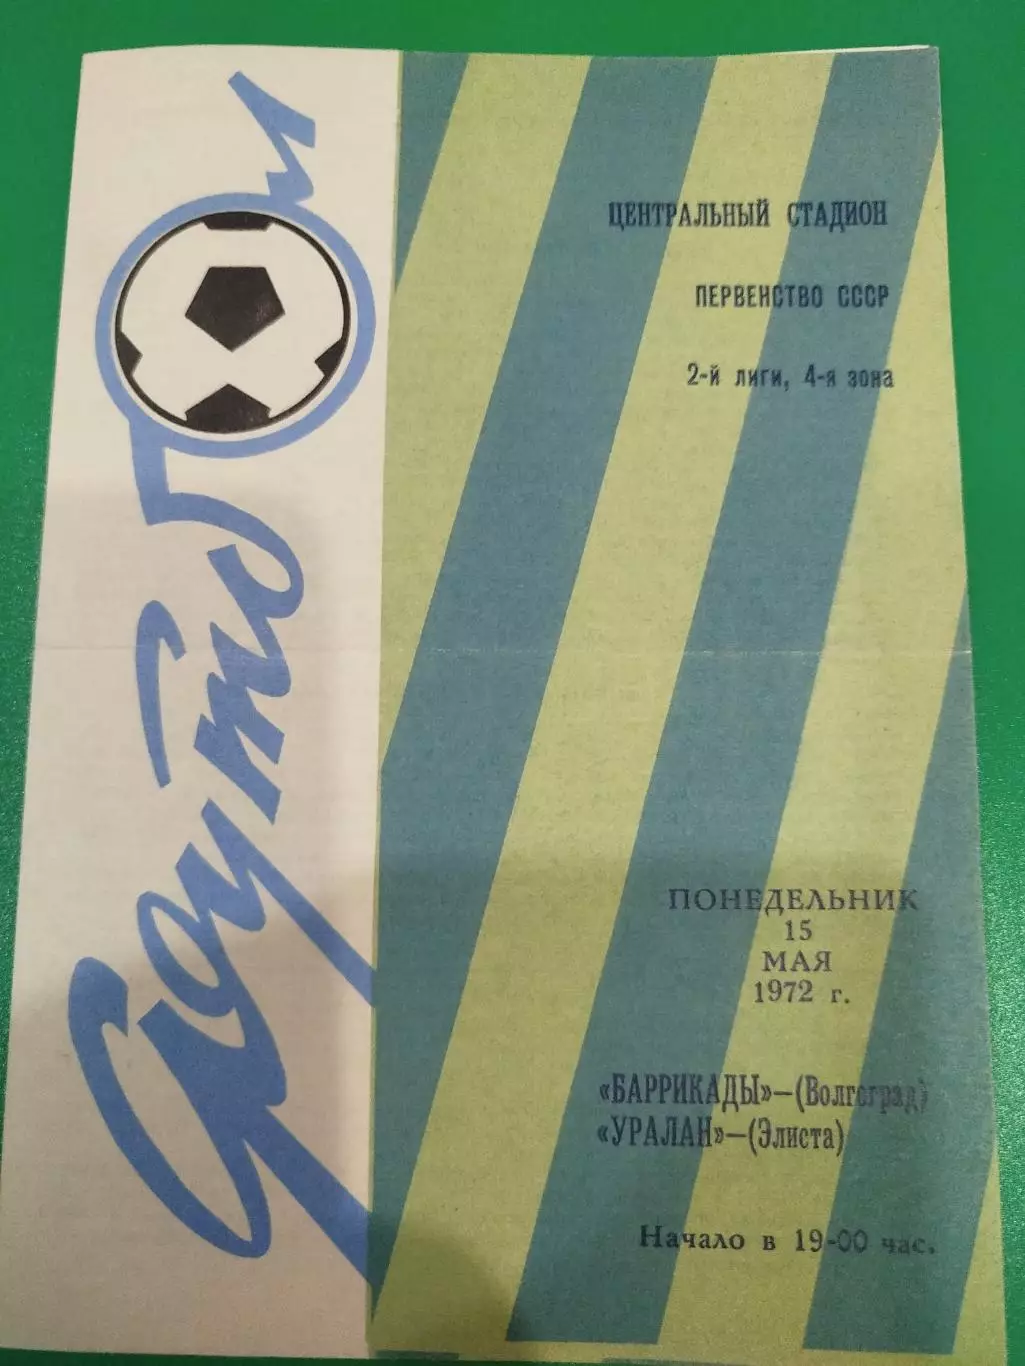 Футбол
ЦЕНТРАЛЬНЫЙ СТАДИОН
ПЕРВЕНСТВО СССР
2-й лиги, 4-я зона
ПОНЕДЕЛЬНИК
15
МАЯ
1972 г.
«БАРРИКАДЫ»—(Волгоград)
«УРАЛАН»—(Элиста)
Начало в 19-00 час.